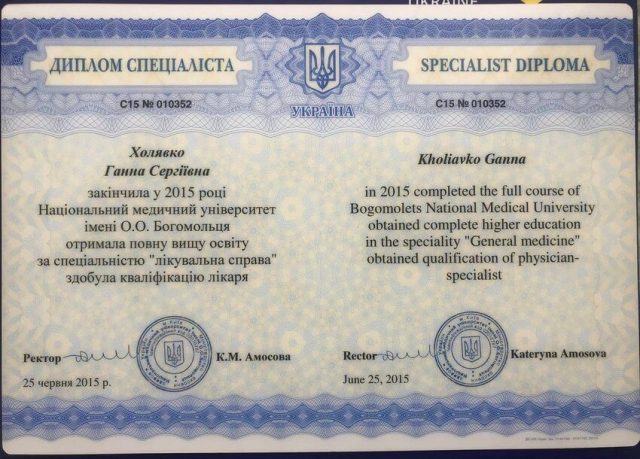 UKRAINE
ДИПЛОМ СПЕЦІАЛІСТА
С15 № 010352
УКРАЇНА
SPECIALIST DIPLOMA
C15 № 010352
Холявко
Ганна Сергіївна
закінчила у 2015 році
Національний медичний університет
імені О.О. Богомольця
отримала повну вищу освіту
за спеціальністю "лікувальна справа"
здобула кваліфікацію лікаря
Ректор
К.М. Амосова
25 червня 2015 р.
Kholiavko Ganna
in 2015 completed the full course of
Bogomolets National Medical University
obtained complete higher education
in the speciality "General medicine"
obtained qualification of physician-
specialist
Rector
Kateryna Amosova
June 25, 2015